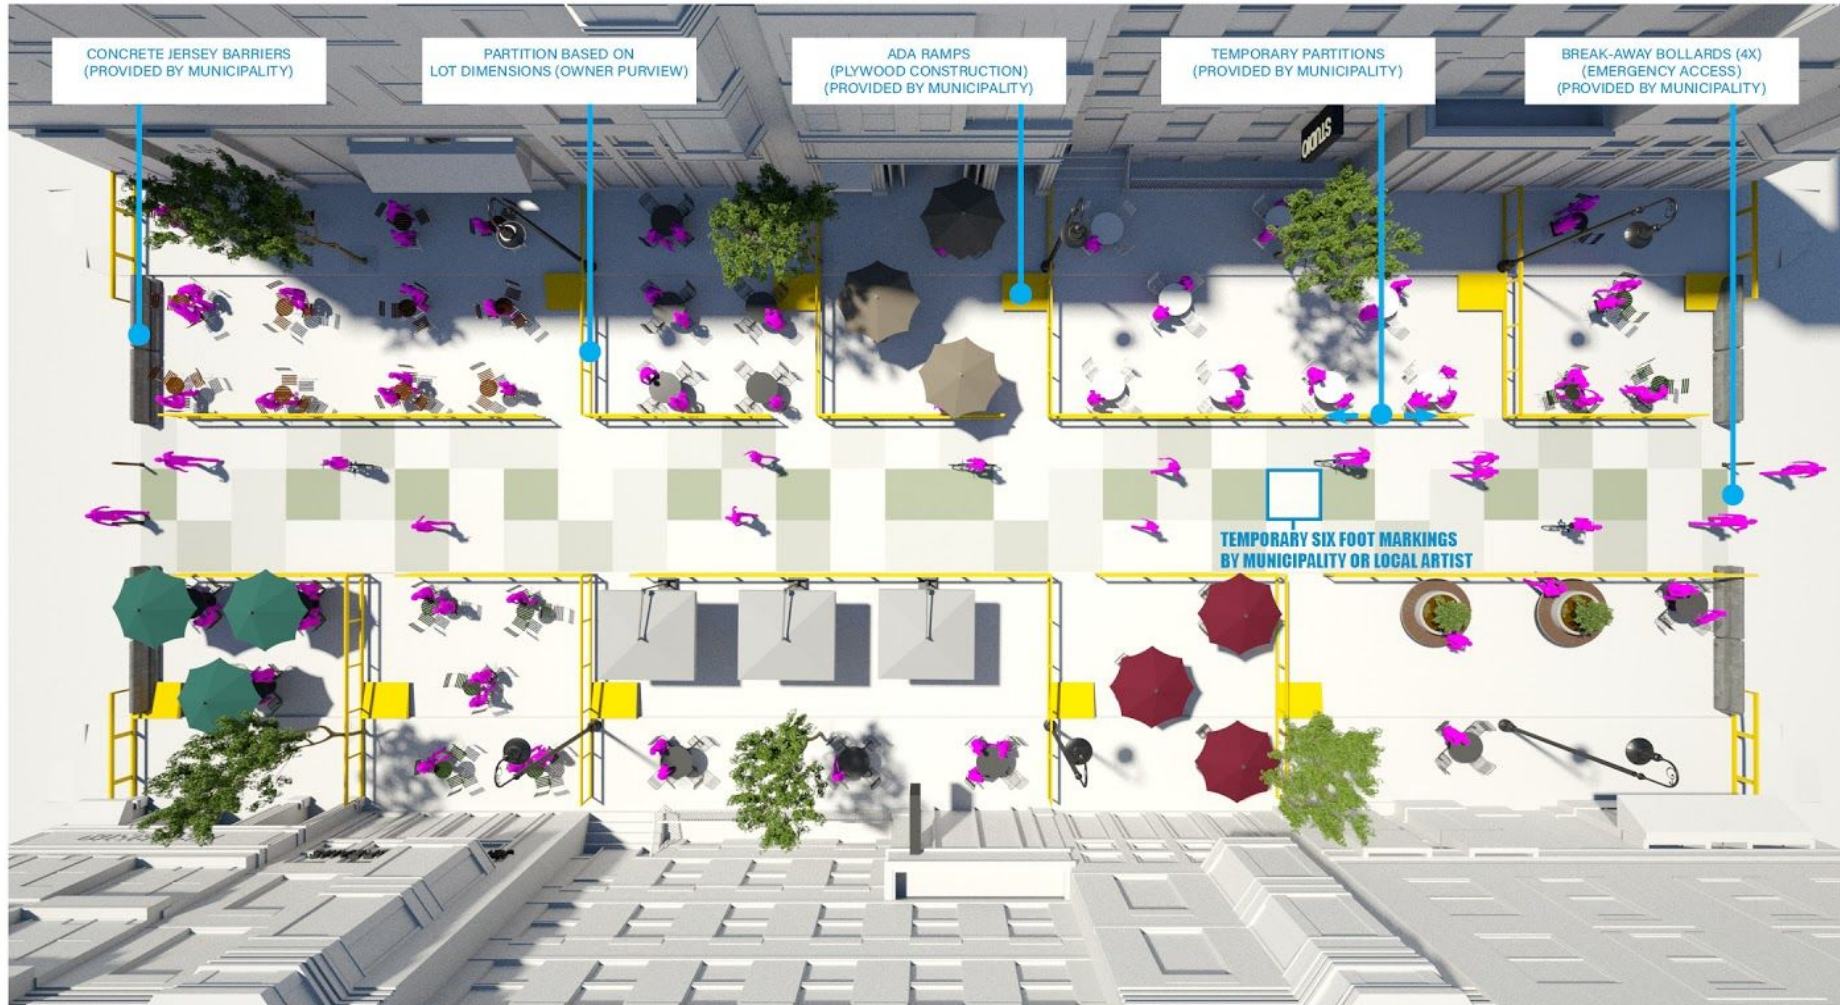 CONCRETE JERSEY BARRIERS
(PROVIDED BY MUNICIPALITY)
PARTITION BASED ON
LOT DIMENSIONS (OWNER PURVIEW)
ADA RAMPS
(PLYWOOD CONSTRUCTION)
(PROVIDED BY MUNICIPALITY)
TEMPORARY PARTITIONS
(PROVIDED BY MUNICIPALITY)
BREAK-AWAY BOLLARDS (4X)
(EMERGENCY ACCESS)
(PROVIDED BY MUNICIPALITY)
STUDIO
TEMPORARY SIX FOOT MARKINGS
BY MUNICIPALITY OR LOCAL ARTIST